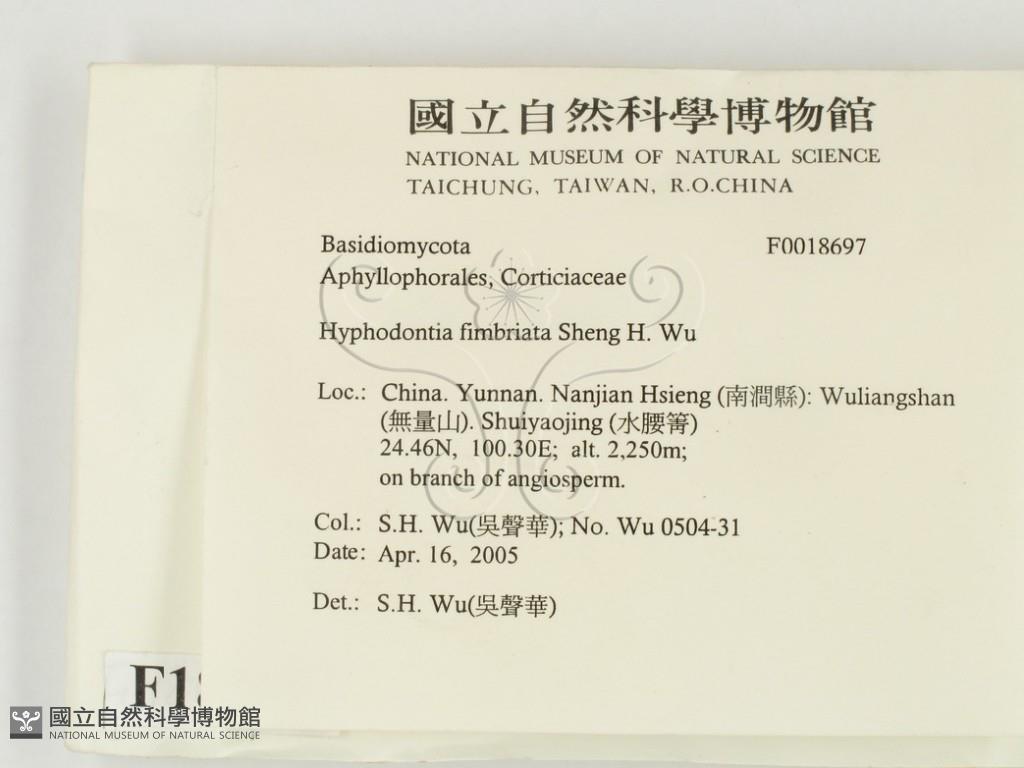 國立自然科學博物館
NATIONAL MUSEUM OF NATURAL SCIENCE
TAICHUNG, TAIWAN, R.O.CHINA
Basidiomycota F0018697
Aphyllophorales, Corticiaceae
Hyphodontia fimbriata Sheng H. Wu
Loc.: China. Yunnan. Nanjian Hsieng (南澗縣): Wuliangshan
(無量山). Shuiyaojing (水腰箐)
24.46N, 100.30E; alt. 2,250m;
on branch of angiosperm.
Col.: S.H. Wu(吳聲華); No. Wu 0504-31
Date: Apr. 16, 2005
Det.: S.H. Wu(吳聲華)
F18
國立自然科學博物館
NATIONAL MUSEUM OF NATURAL SCIENCE